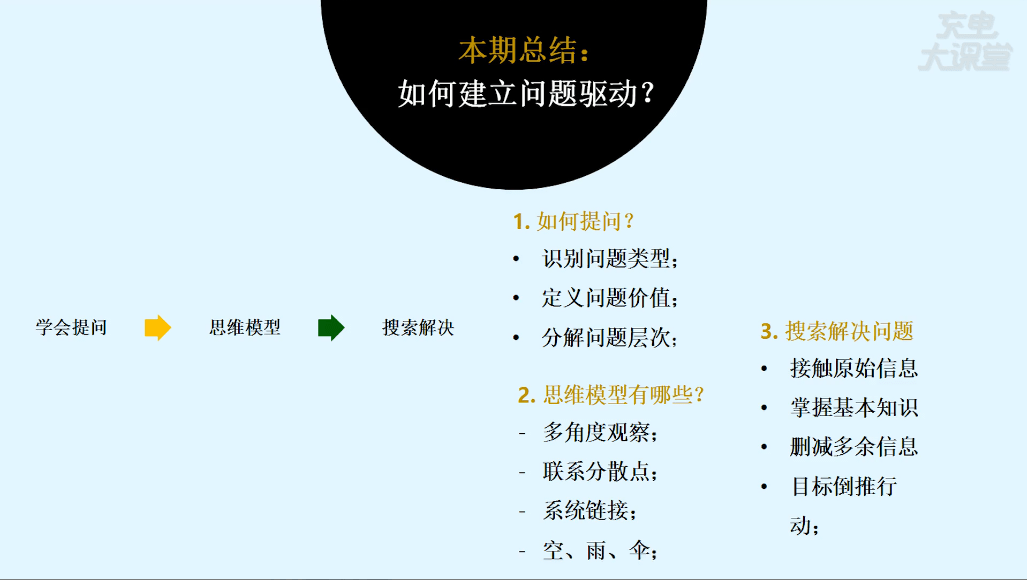 充电
大课堂
本期总结：
如何建立问题驱动？
学会提问
思维模型
搜索解决
1. 如何提问？
• 识别问题类型；
• 定义问题价值；
• 分解问题层次；
2. 思维模型有哪些？
- 多角度观察；
- 联系分散点；
- 系统链接；
- 空、雨、伞；
3. 搜索解决问题
• 接触原始信息
• 掌握基本知识
• 删减多余信息
• 目标倒推行
动；